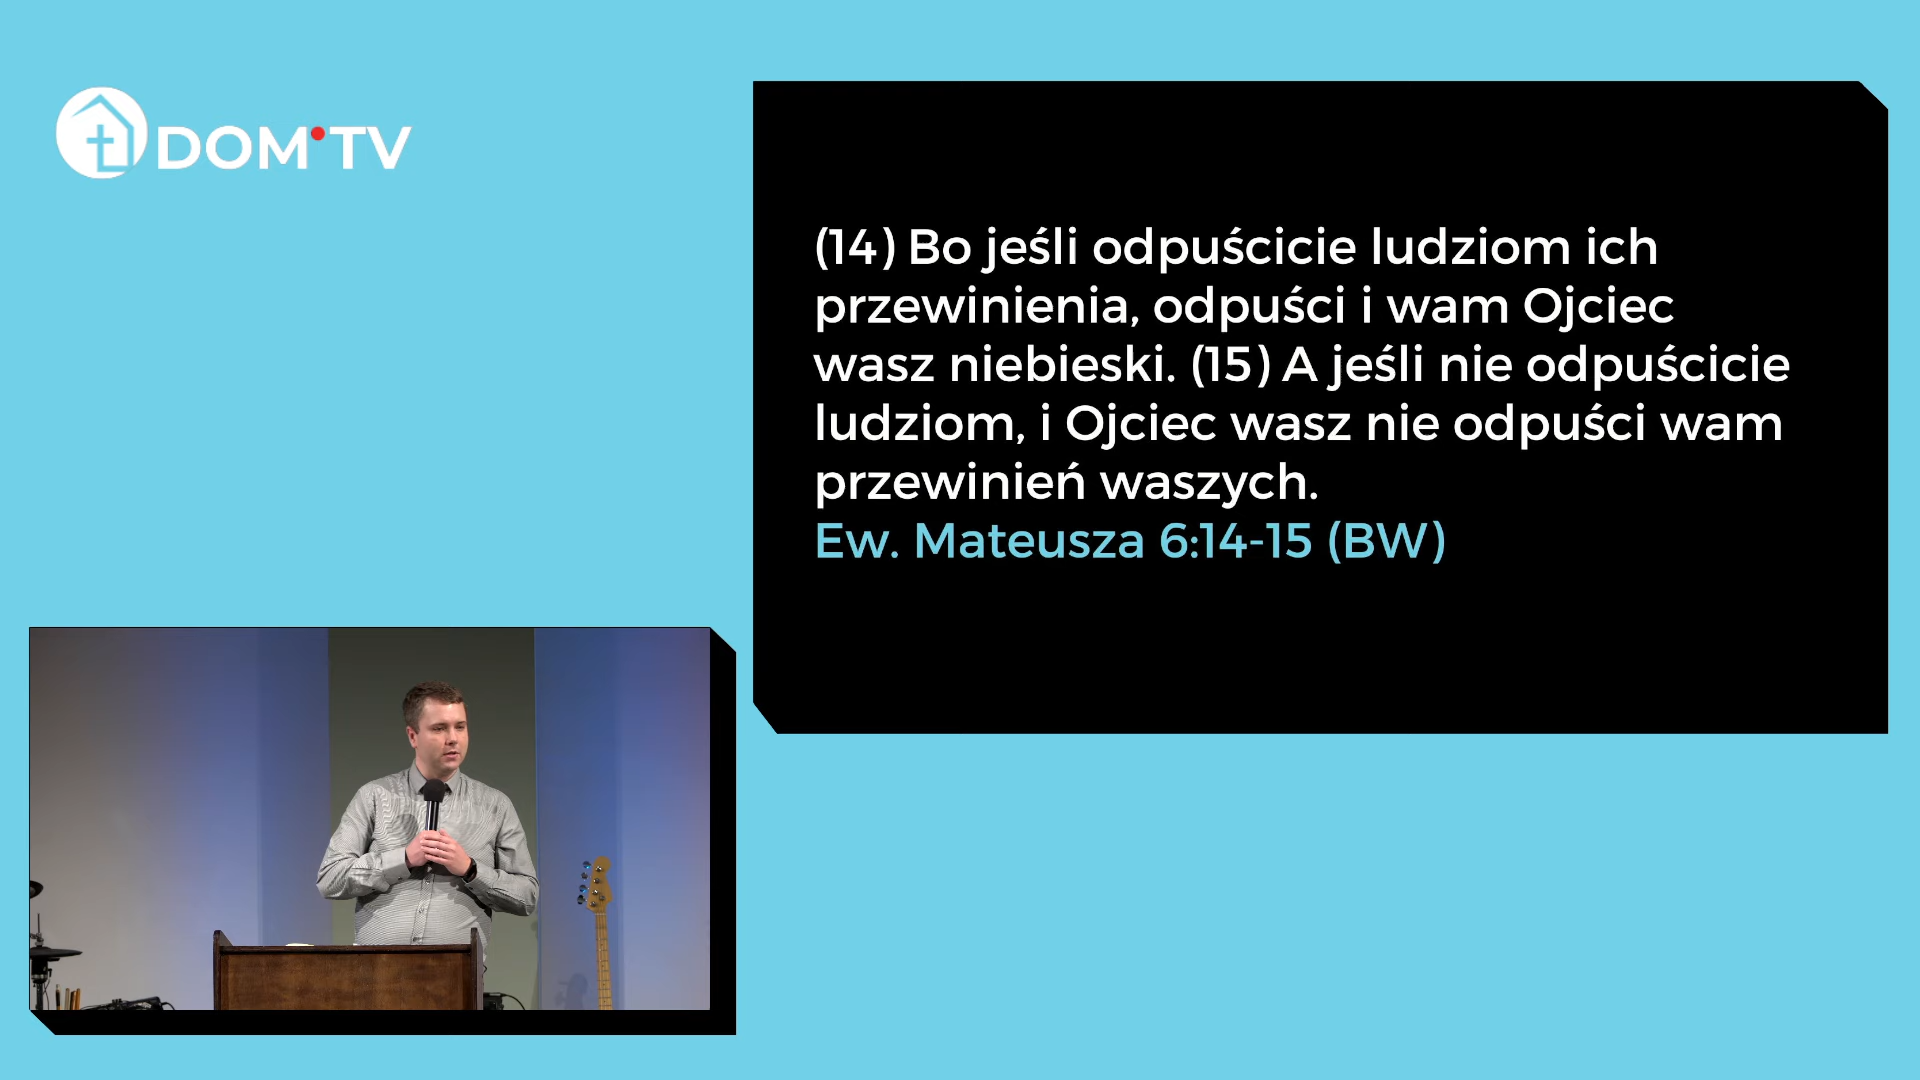 DOM TV
(14) Bo jeśli odpuścicie ludziom ich
przewinienia, odpuści i wam Ojciec
wasz niebieski. (15) A jeśli nie odpuścicie
ludziom, i Ojciec wasz nie odpuści wam
przewinień waszych.
Ew. Mateusza 6:14-15 (BW)